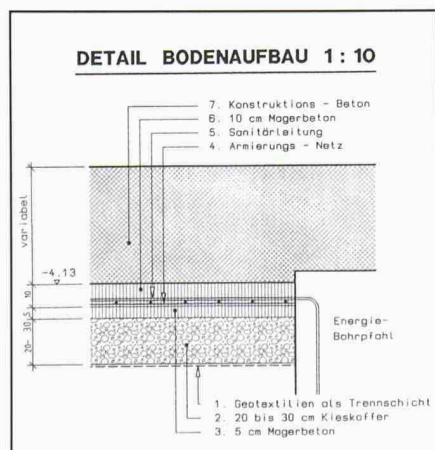 DETAIL BODENAUFBAU 1 : 10
7. Konstruktions - Beton
6. 10 cm Magerbeton
5. Sanitärleitung
4. Armierungs - Netz
variabel
-4.13
10
5
20-30
Energie-
Bohrpfahl
1. Geotextilien als Trennschicht
2. 20 bis 30 cm Kieskoffer
3. 5 cm Magerbeton